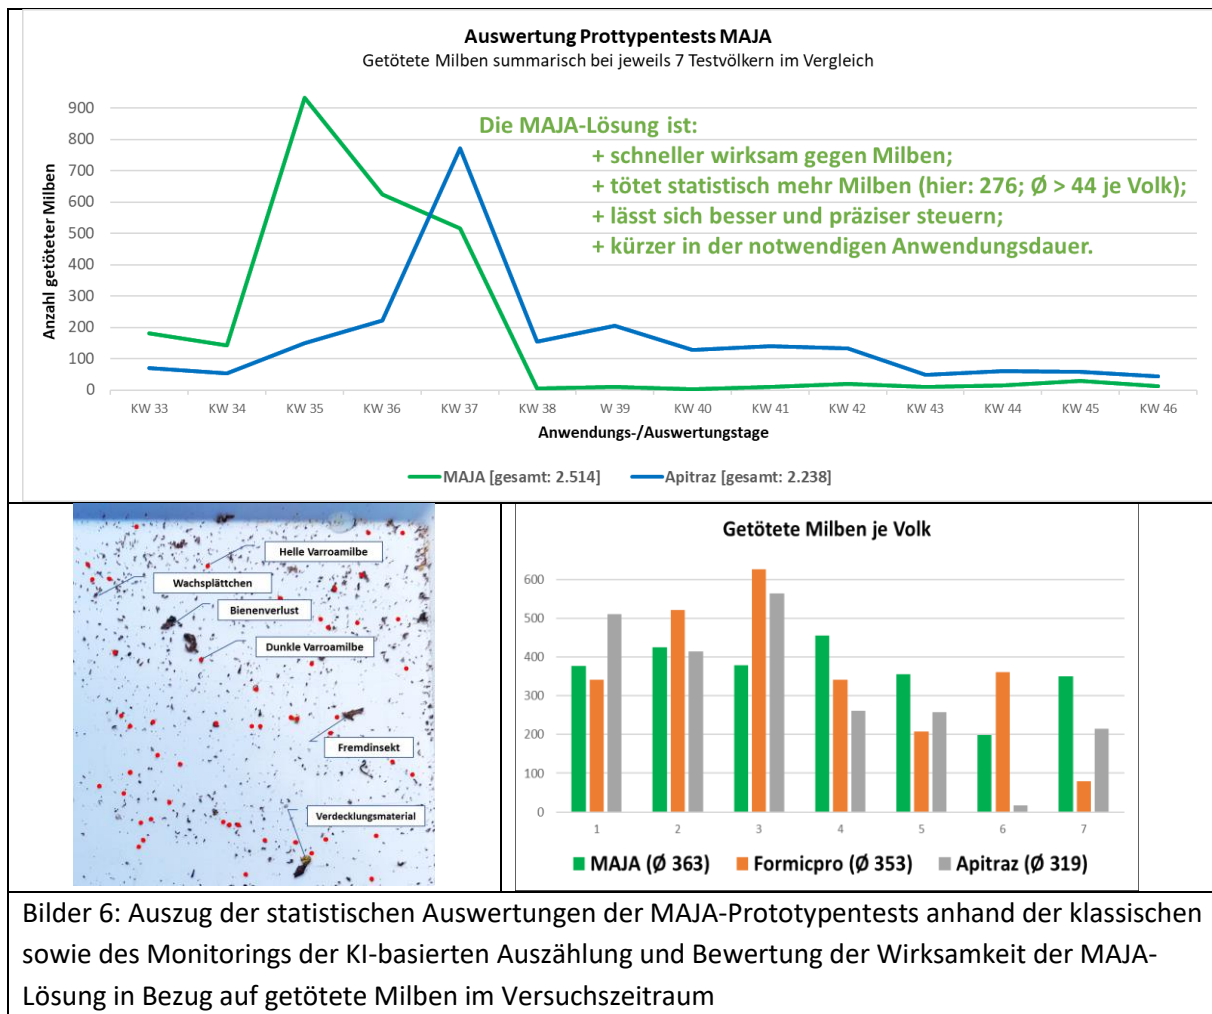 Auswertung Prottypentests MAJA
Getötete Milben summarisch bei jeweils 7 Testvölkern im Vergleich
Anzahl getöteter Milben
900
800
700
600
500
400
300
200
100
0
Die MAJA-Lösung ist:
+ schneller wirksam gegen Milben;
+ tötet statistisch mehr Milben (hier: 276; Ø > 44 je Volk);
+ lässt sich besser und präziser steuern;
+ kürzer in der notwendigen Anwendungsdauer.
KW 33 KW 34 KW 35 KW 36 KW 37 KW 38 W 39 KW 40 KW 41 KW 42 KW 43 KW 44 KW 45 KW 46
Anwendungs-/Auswertungstage
MAJA [gesamt: 2.514] Apitraz [gesamt: 2.238]
Helle Varroamilbe
Wachsplättchen
Bienenverlust
Dunkle Varroamilbe
Fremdinsekt
Verdecklungsmaterial
Getötete Milben je Volk
600
500
400
300
200
100
0
1 2 3 4 5 6 7
MAJA (Ø 363) Formicpro (Ø 353) Apitraz (Ø 319)
Bilder 6: Auszug der statistischen Auswertungen der MAJA-Prototypentests anhand der klassischen
sowie des Monitorings der KI-basierten Auszählung und Bewertung der Wirksamkeit der MAJA-
Lösung in Bezug auf getötete Milben im Versuchszeitraum